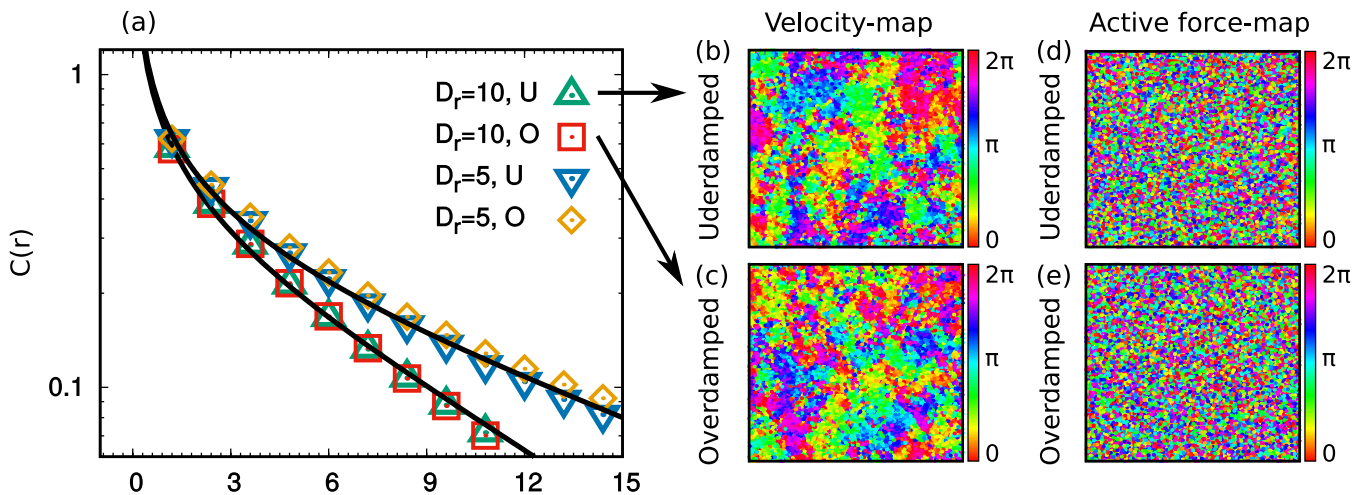 (a)
C(r)
1
0.1
0 3 6 9 12 15
D_r=10, U
D_r=10, O
D_r=5, U
D_r=5, O
Velocity-map
Active force-map
(b)
Uderdamped
2π
π
0
(d)
Uderdamped
2π
π
0
(c)
Overdamped
2π
π
0
(e)
Overdamped
2π
π
0